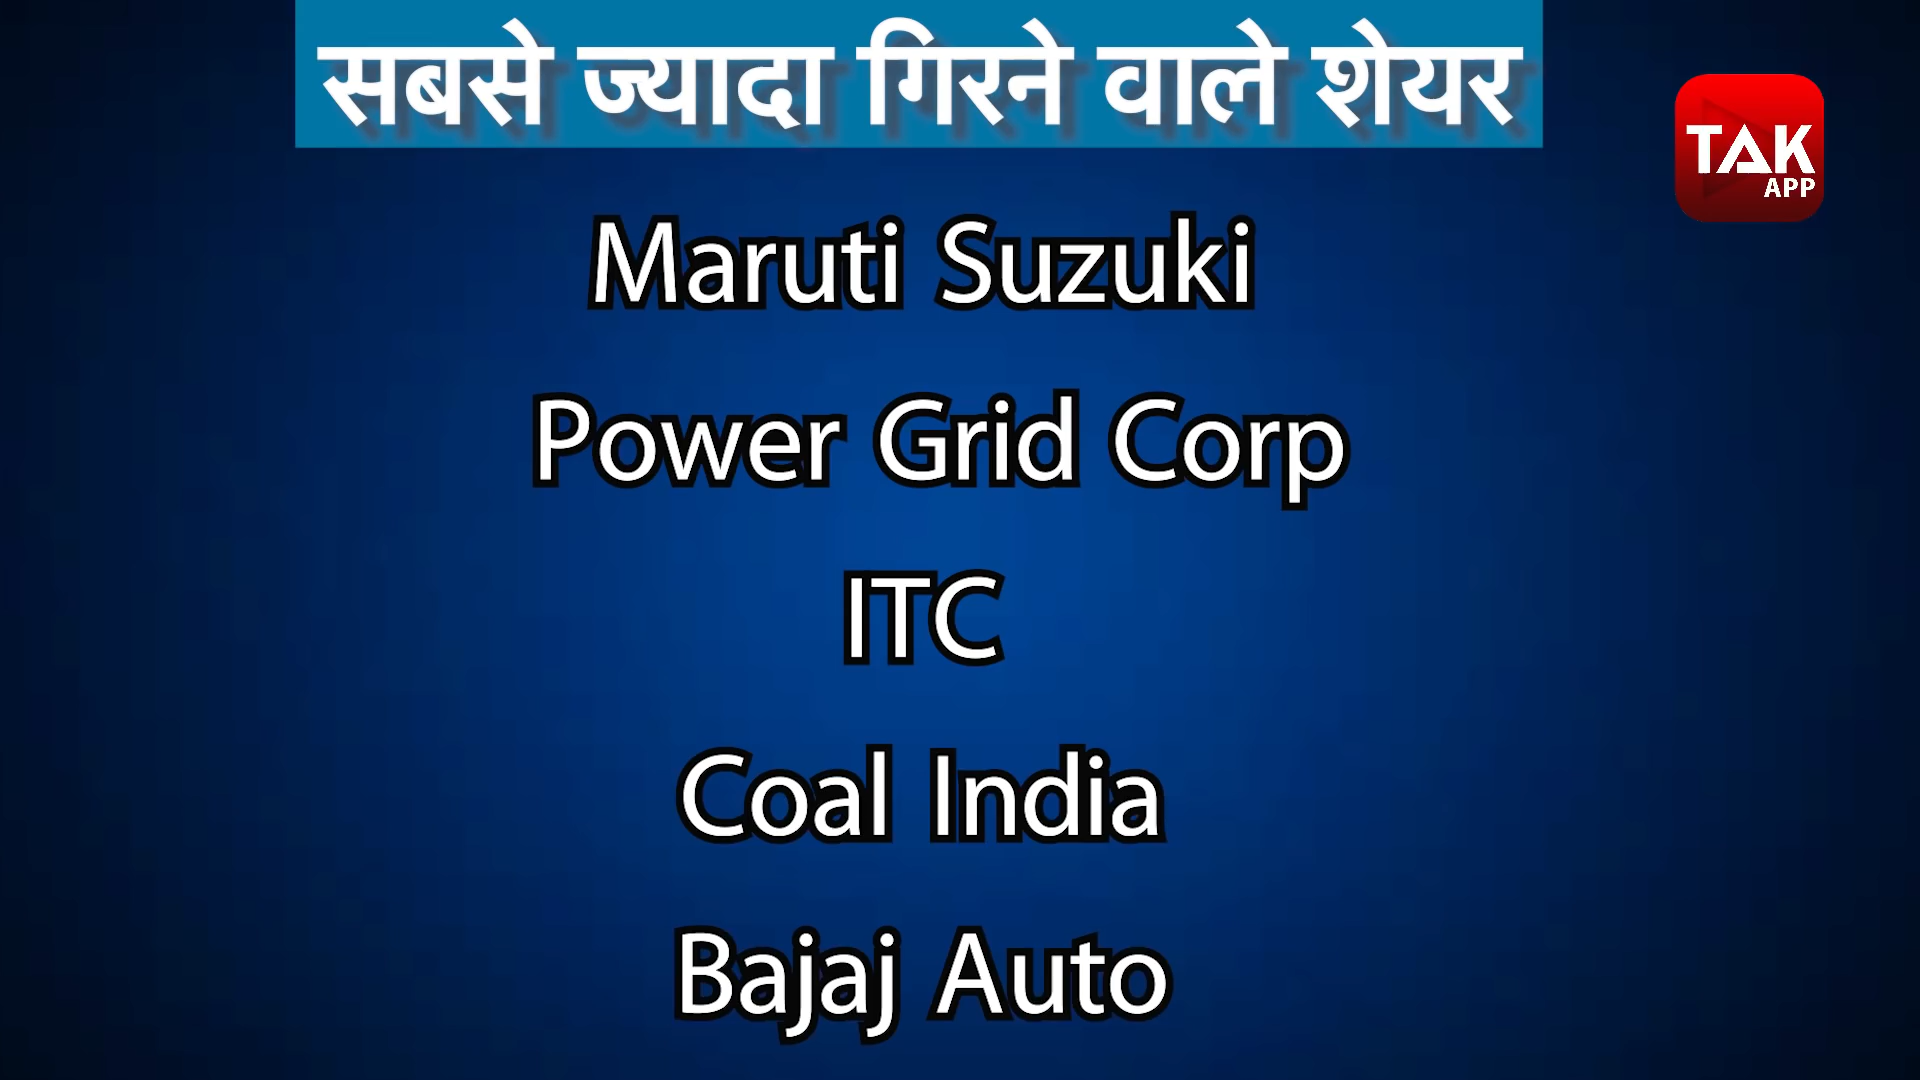 सबसे ज्यादा गिरने वाले शेयर
TAK
APP
Maruti Suzuki
Power Grid Corp
ITC
Coal India
Bajaj Auto